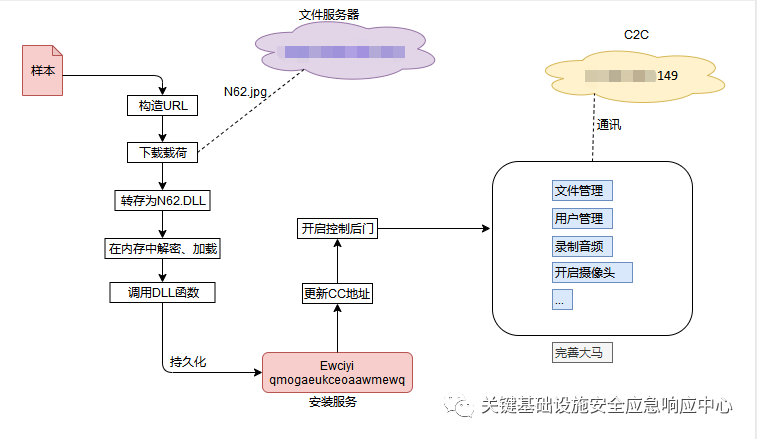 文件服务器
C2C
样本
149
N62.jpg
构造URL
通讯
下载载荷
转存为N62.DLL
文件管理
用户管理
开启控制后门
在内存中解密、加载
录制音频
开启摄像头
调用DLL函数
更新CC地址
...
完善大马
持久化
Ewciyi
qmogaeukceoaawmewq
安装服务
关键基础设施安全应急响应中心